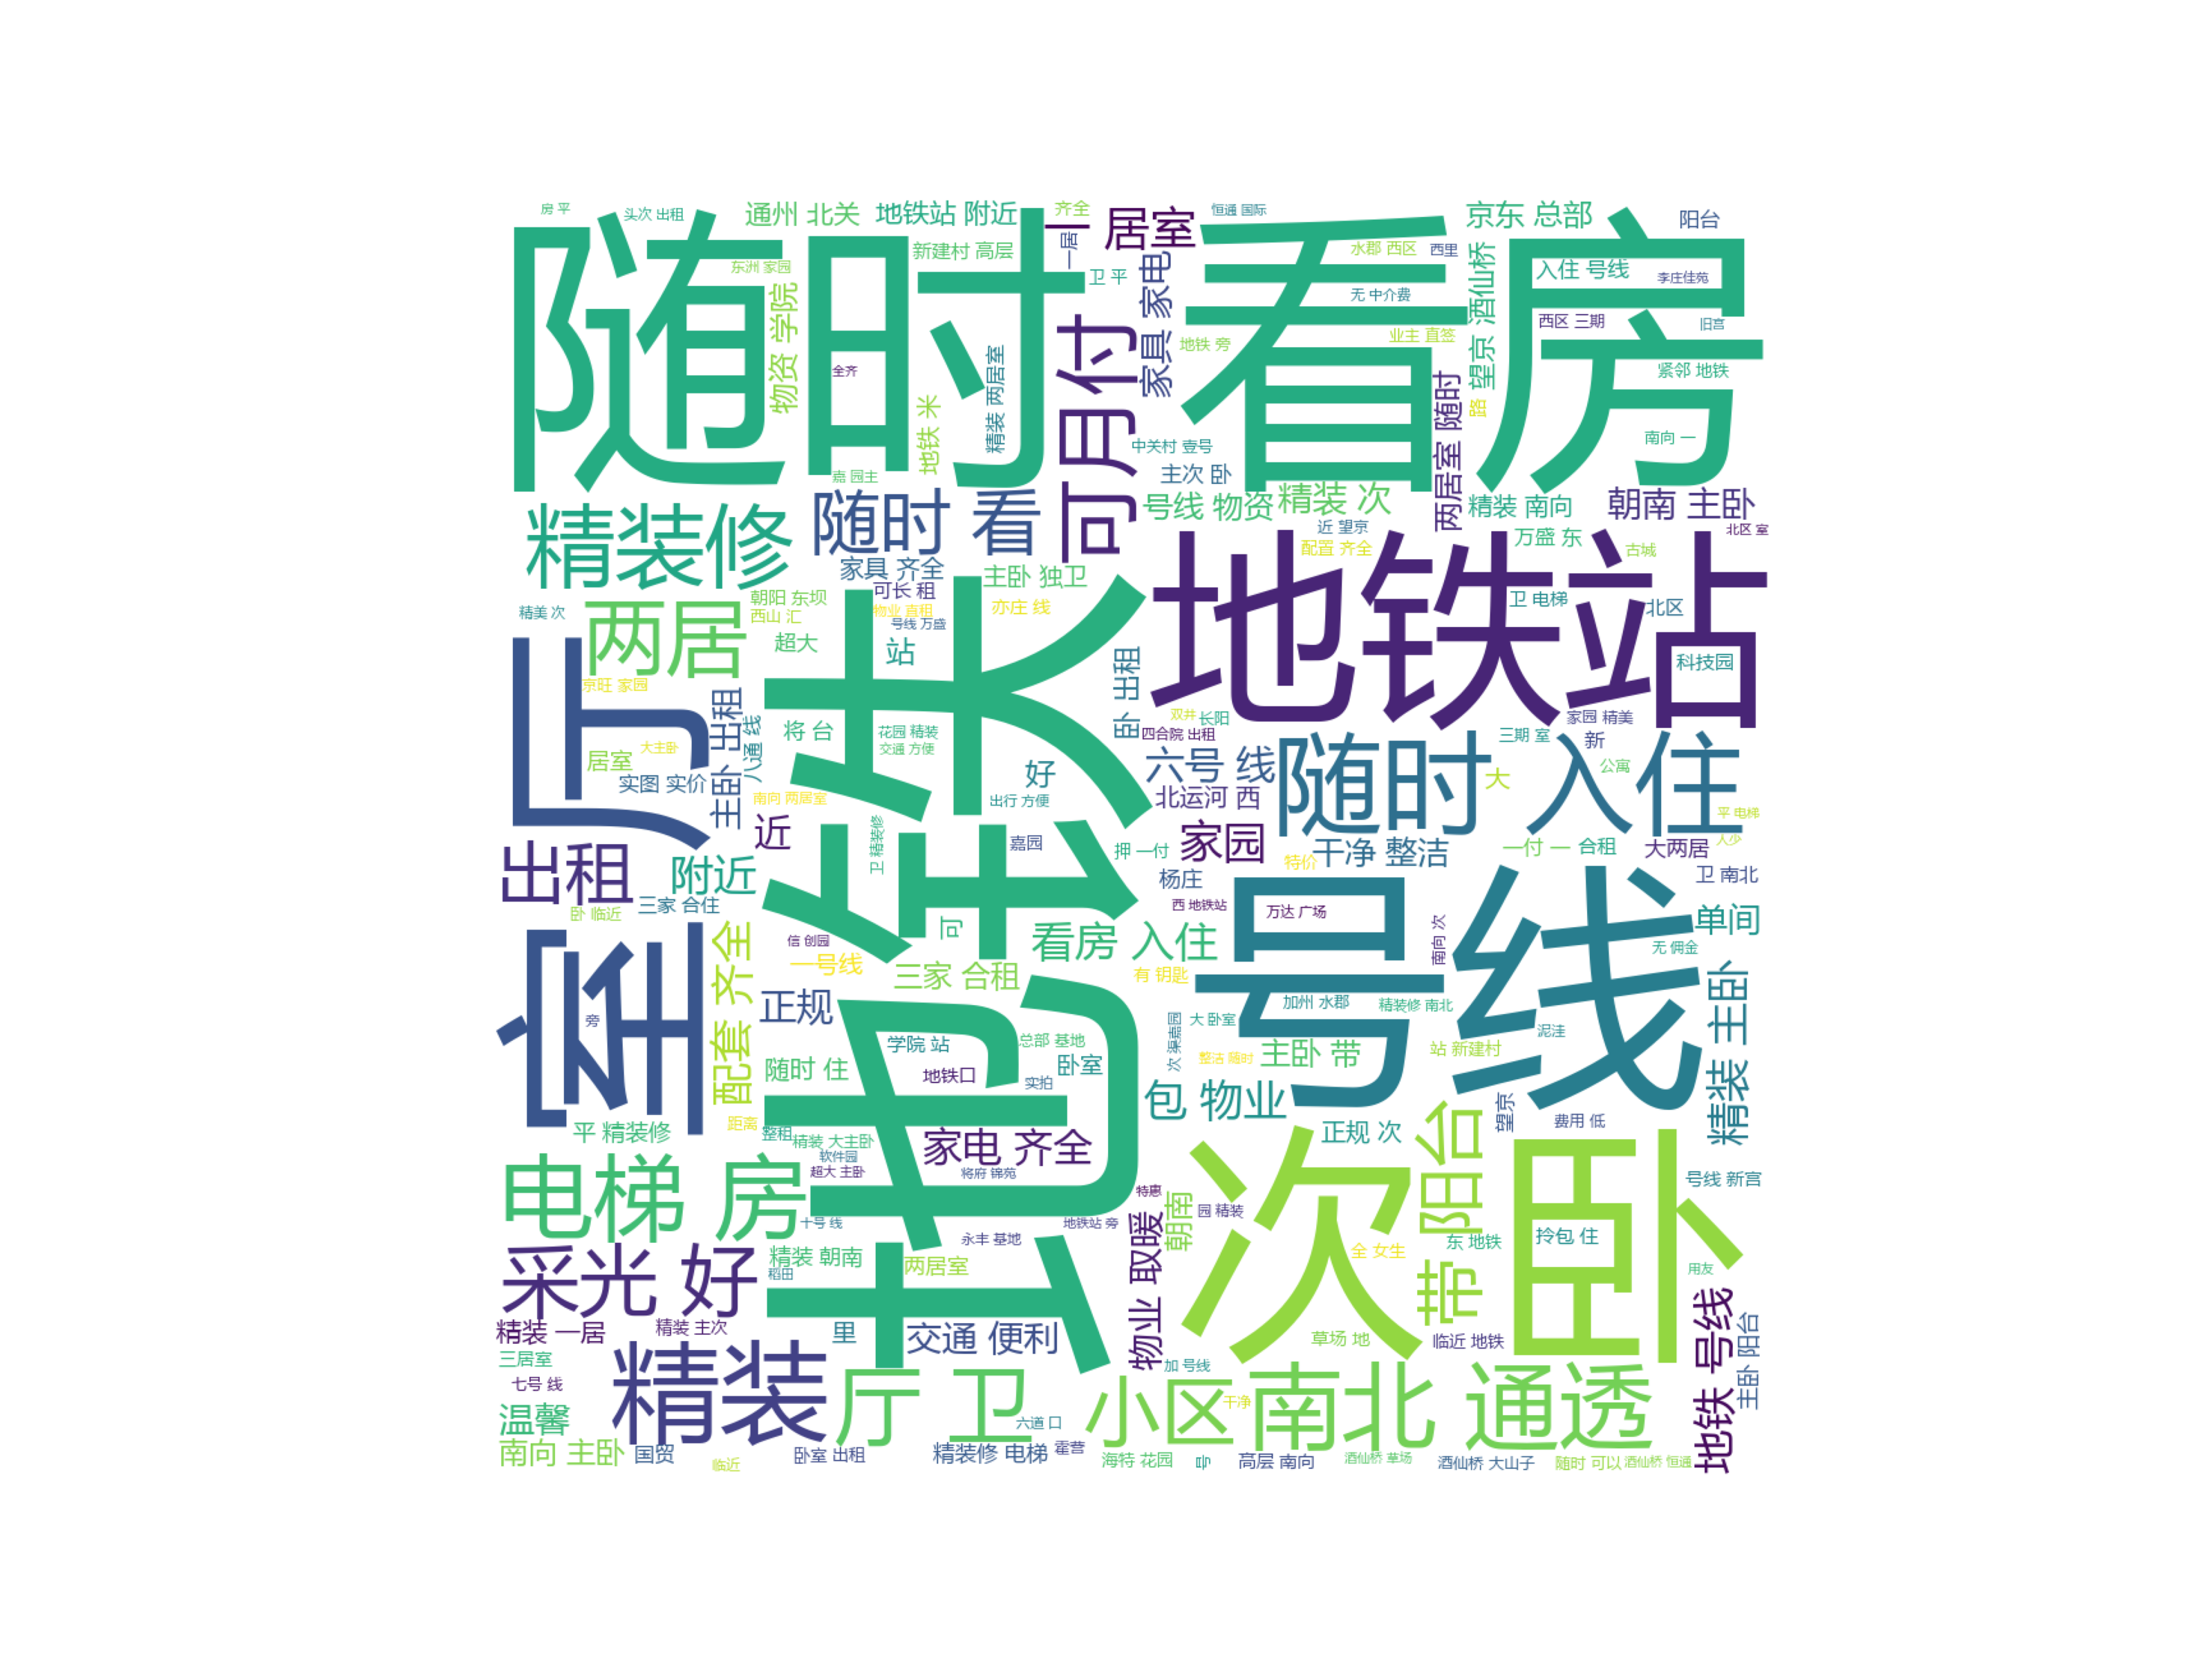 房 平
头次 出租
通州 北关
地铁站 附近
齐全
一居室
恒通 国际
京东 总部
阳台
随时 看房
新建村 高层
一居
水郡 西区
西里
东洲 家园
卫 平
入住 号线
李庄佳苑
物资 学院
家具 家电
无 中介费
望京 酒仙桥
西区 三期
旧宫
可月付
地铁 旁
业主 直签
紧邻 地铁
全齐
精装 两居室
两居室 随时
路
地铁 米
中关村 壹号
南向 一
嘉 园主
主次 卧
精装修
随时 看
号线 物资
精装 次
精装 南向
朝南 主卧
近 望京
万盛 东
北区 室
配置 齐全
古城
地铁站
家具 齐全
主卧 独卫
可长 租
朝阳 东坝
卫 电梯
精美 次
两居
西山 汇
物业 直租
亦庄 线
北区
号线 万盛
超大
站
科技园
厅
室
地铁
京旺 家园
卧 出租
主卧 出租
双井
长阳
家园 精美
将 台
花园 精装
四合院 出租
三期 室
新
八通 线
大主卧
交通 方便
居室
六号 线
随时 入住
公寓
实图 实价
好
大
南向 两居室
出行 方便
北运河 西
平 电梯
近
卫 精装修
嘉园
押 一付
家园
干净 整洁
一付 一
合租
大两居
人少
特价
出租
附近
杨庄
卫 南北
三家 合住
西 地铁站
万达 广场
号线
卧 临近
可
单间
配套 齐全
信 创园
看房 入住
南向 次
无 佣金
一号线
三家 合租
有 钥匙
精装 主卧
正规
加州 水郡
精装修 南北
旁
次 渠嘉园
大 卧室
泥洼
学院 站
总部 基地
整洁 随时
主卧 带
站 新建村
随时 住
卧室
地铁口
实拍
包 物业
望京
费用 低
距离
平 精装修
整租
精装 大主卧
家电 齐全
正规 次
带 阳台
次卧
软件园
超大 主卧
将府 锦苑
号线 新宫
电梯 房
特惠
园 精装
十号 线
地铁站 旁
朝南
永丰 基地
物业 取暖
全 女生
东 地铁
拎包 住
采光 好
精装 朝南
稻田
两居室
用友
地铁 号线
精装 一居
精装 主次
里
交通 便利
草场 地
临近 地铁
主卧 阳台
三居室
加 号线
七号 线
精装
厅 卫
小区
南北 通透
干净
温馨
六道 口
南向 主卧
国贸
临近
卧室 出租
精装修 电梯
霍营
海特 花园
号
高层 南向
酒仙桥 草场
酒仙桥 大山子
随时 可以
酒仙桥 恒通